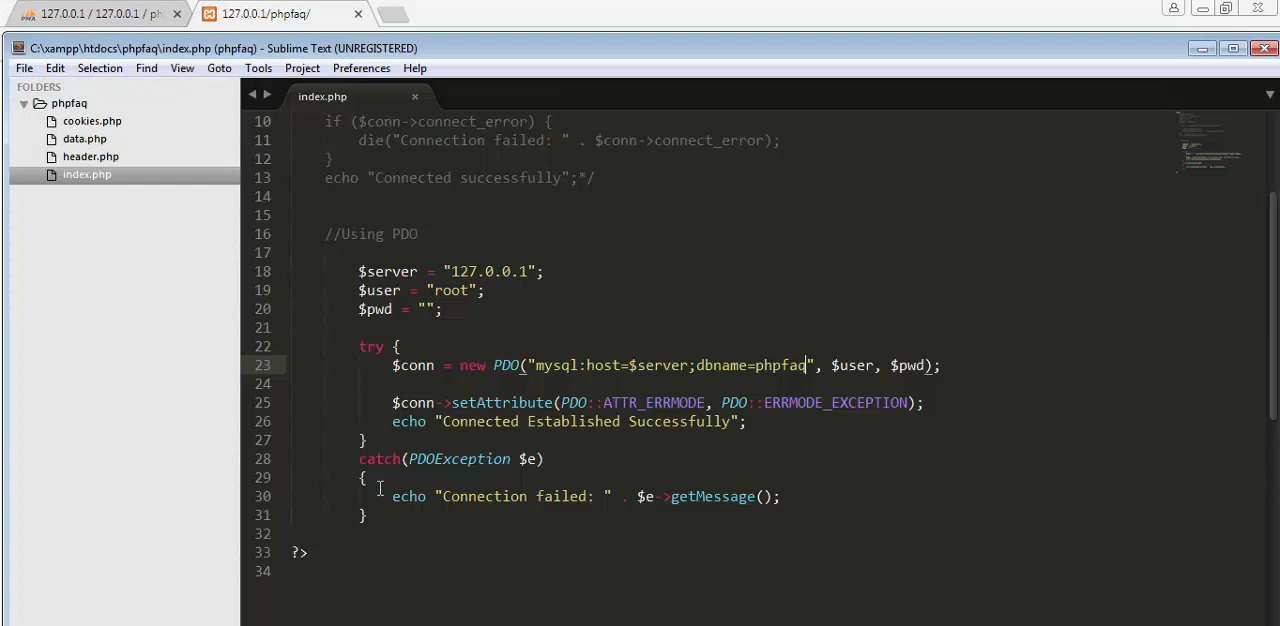 127.0.0.1 / 127.0.0.1 / ph
127.0.0.1/phpfaq/
C:\xampp\htdocs\phpfaq\index.php (phpfaq) - Sublime Text (UNREGISTERED)
File Edit Selection Find View Goto Tools Project Preferences Help
FOLDERS
phpfaq
cookies.php
data.php
header.php
index.php
index.php
10 if ($conn->connect_error) {
11 die("Connection failed: " . $conn->connect_error);
12 }
13 echo "Connected successfully";*/
14
15
16 //Using PDO
17
18 $server = "127.0.0.1";
19 $user = "root";
20 $pwd = "";
21
22 try {
23 $conn = new PDO("mysql:host=$server;dbname=phpfaq", $user, $pwd);
24
25 $conn->setAttribute(PDO::ATTR_ERRMODE, PDO::ERRMODE_EXCEPTION);
26 echo "Connected Established Successfully";
27 }
28 catch(PDOException $e)
29 {
30 echo "Connection failed: " . $e->getMessage();
31 }
32
33 ?>
34